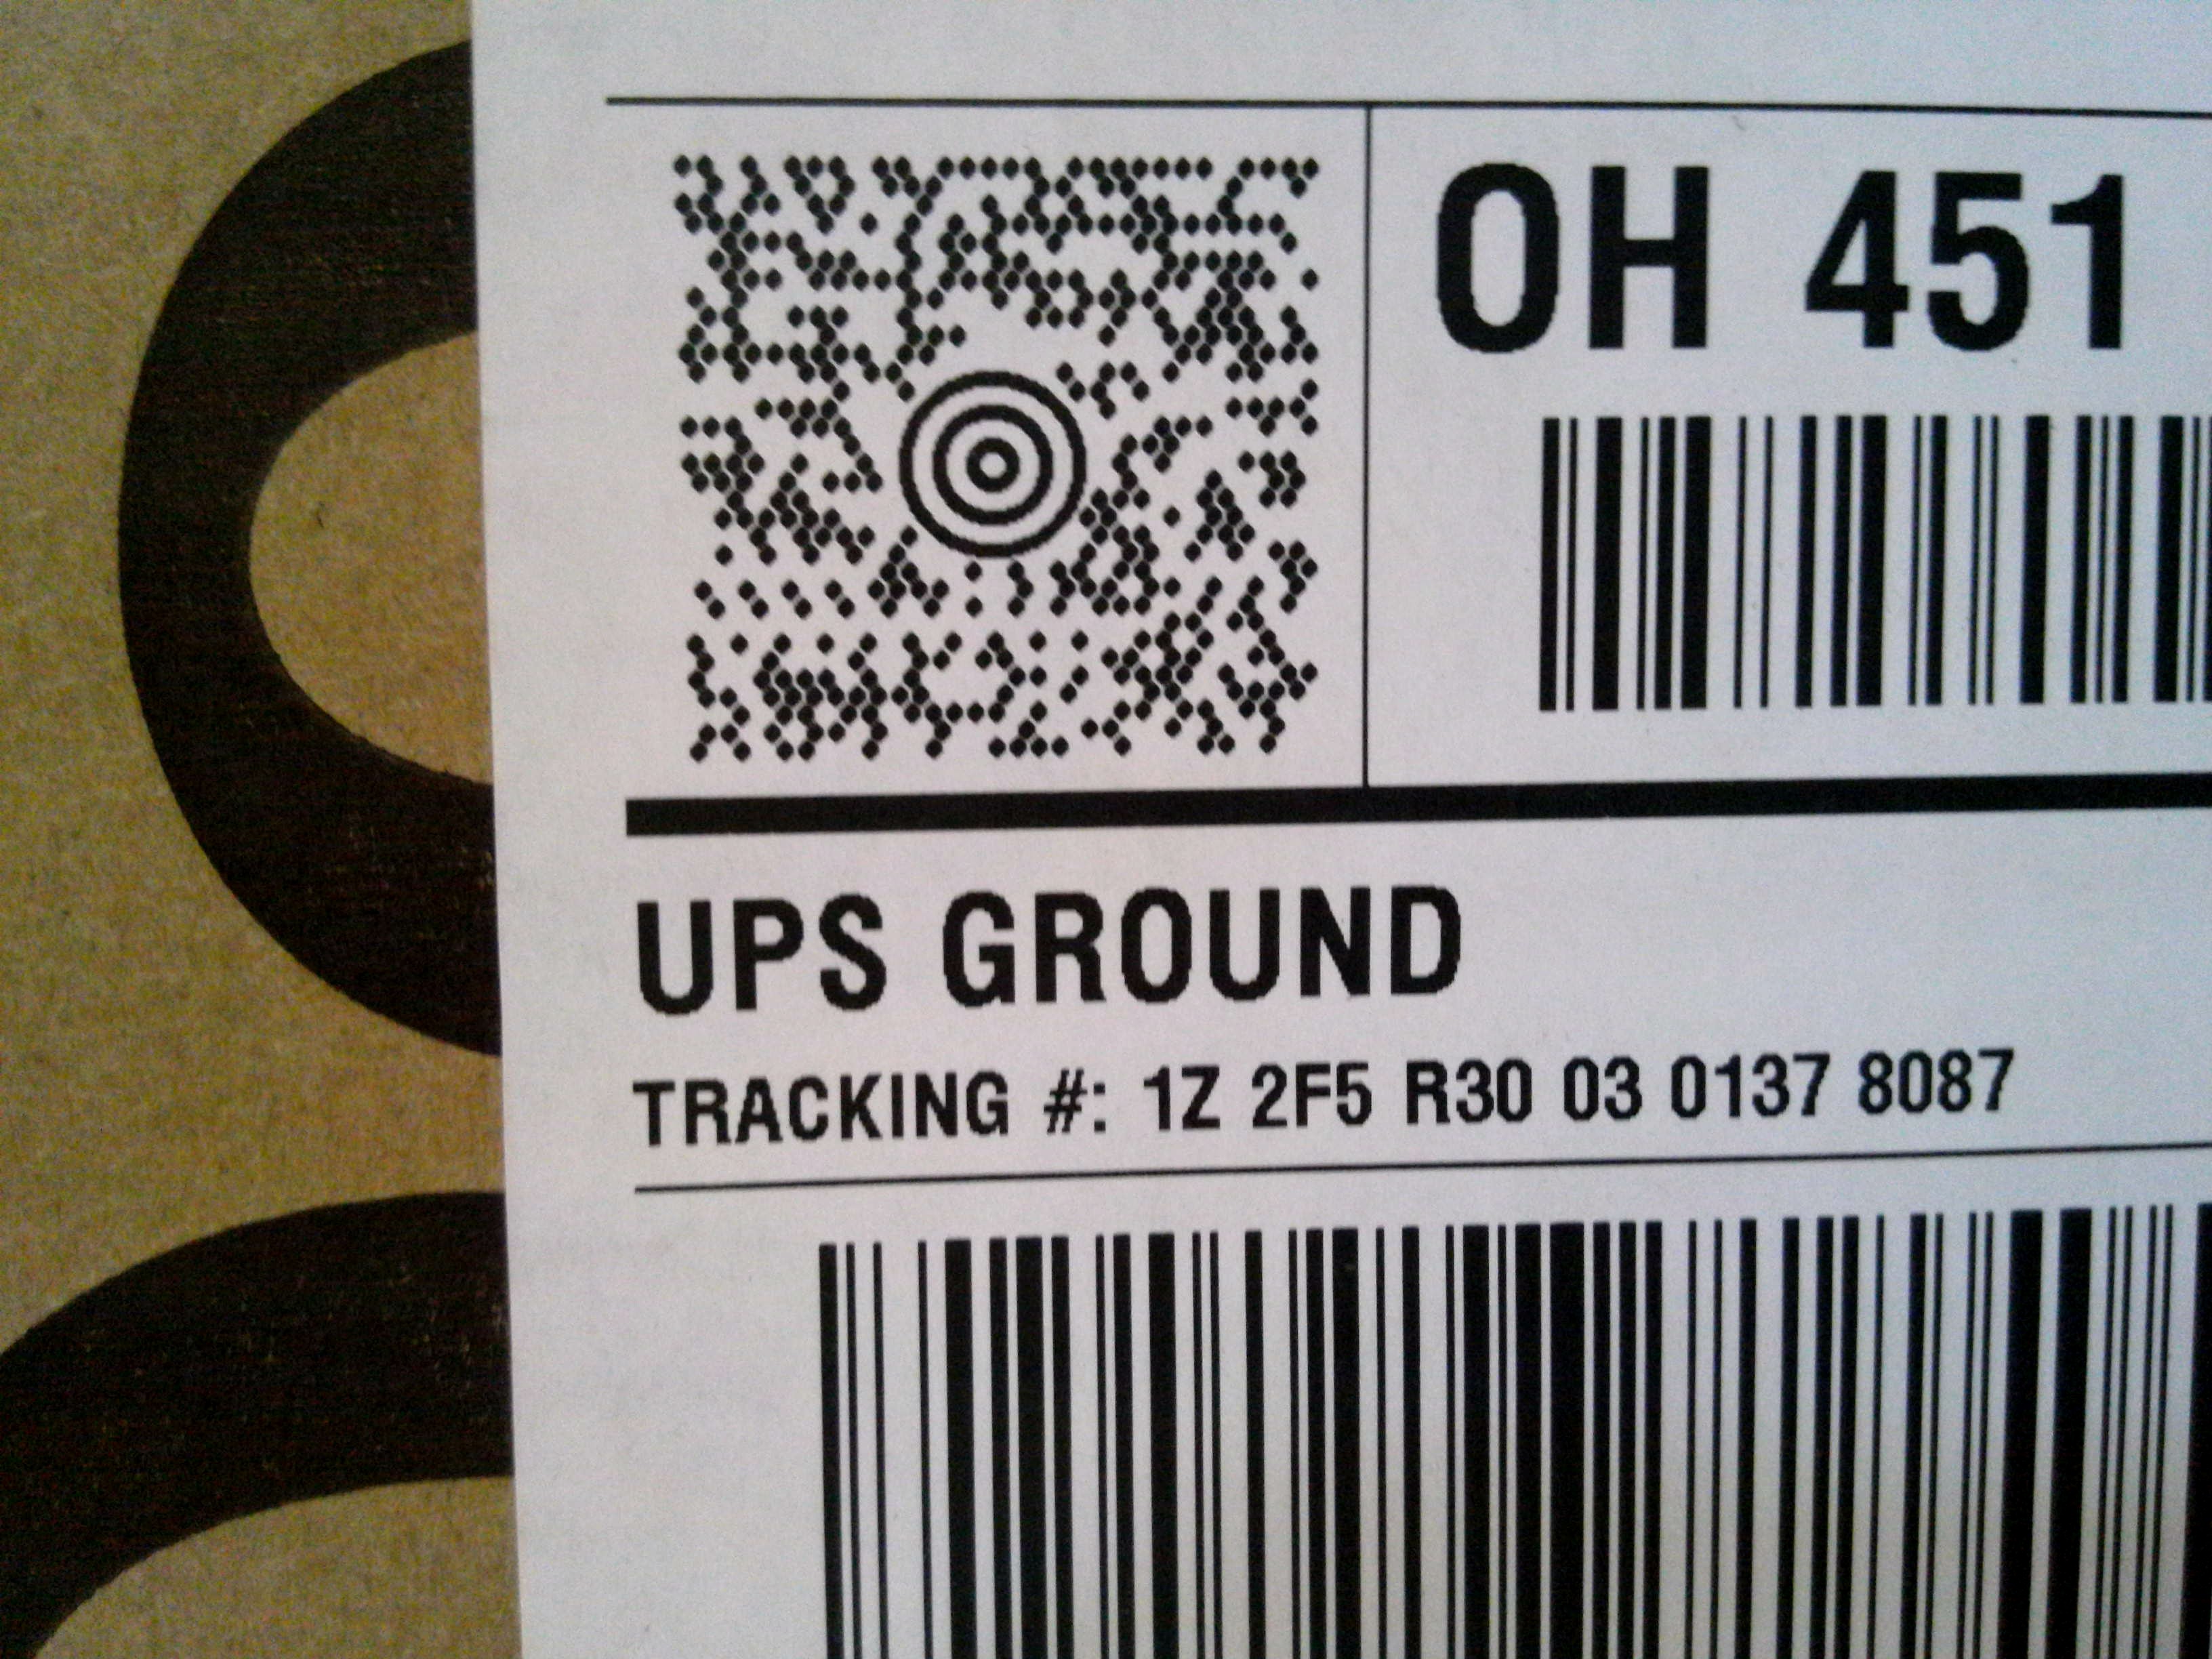 OH 451
UPS GROUND
TRACKING #: 1Z 2F5 R30 03 0137 8087